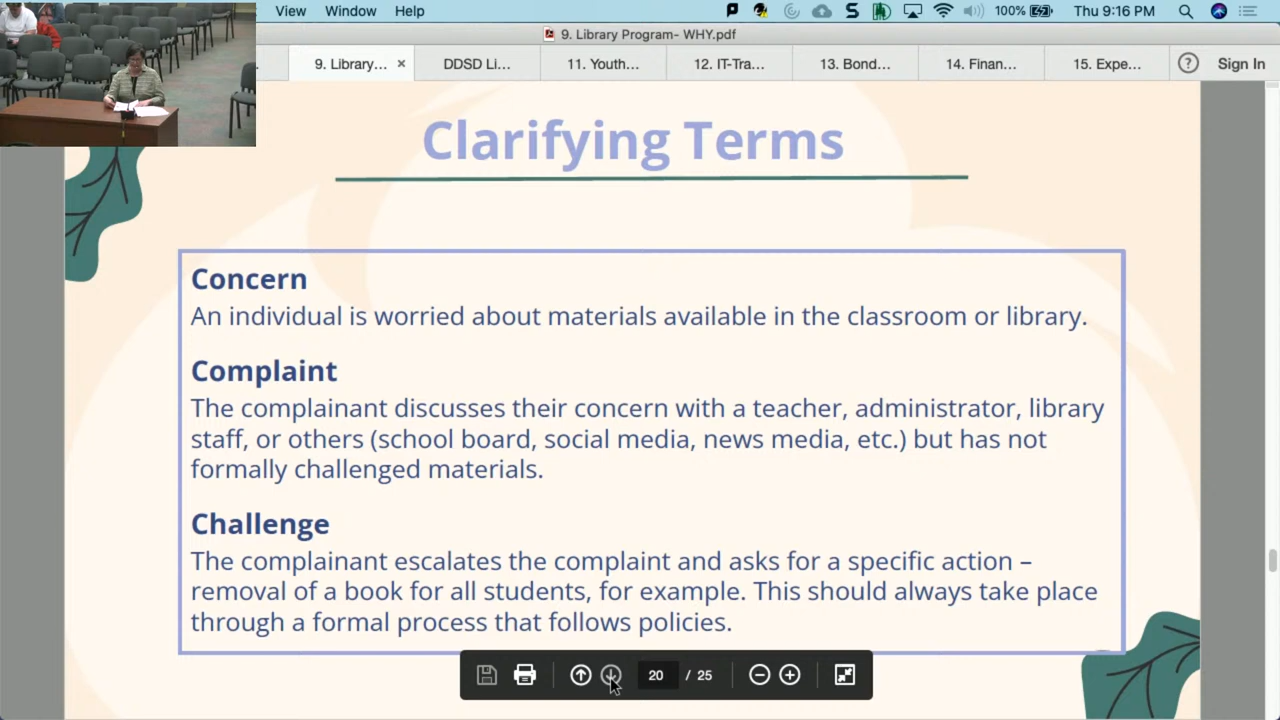 View Window Help
100%
Thu 9:16 PM
9. Library Program- WHY.pdf
9. Library... ×
DDSD Li...
11. Youth...
12. IT-Tra...
13. Bond...
14. Finan...
15. Expe...
? Sign In
Clarifying Terms
Concern
An individual is worried about materials available in the classroom or library.
Complaint
The complainant discusses their concern with a teacher, administrator, library
staff, or others (school board, social media, news media, etc.) but has not
formally challenged materials.
Challenge
The complainant escalates the complaint and asks for a specific action –
removal of a book for all students, for example. This should always take place
through a formal process that follows policies.
20 / 25